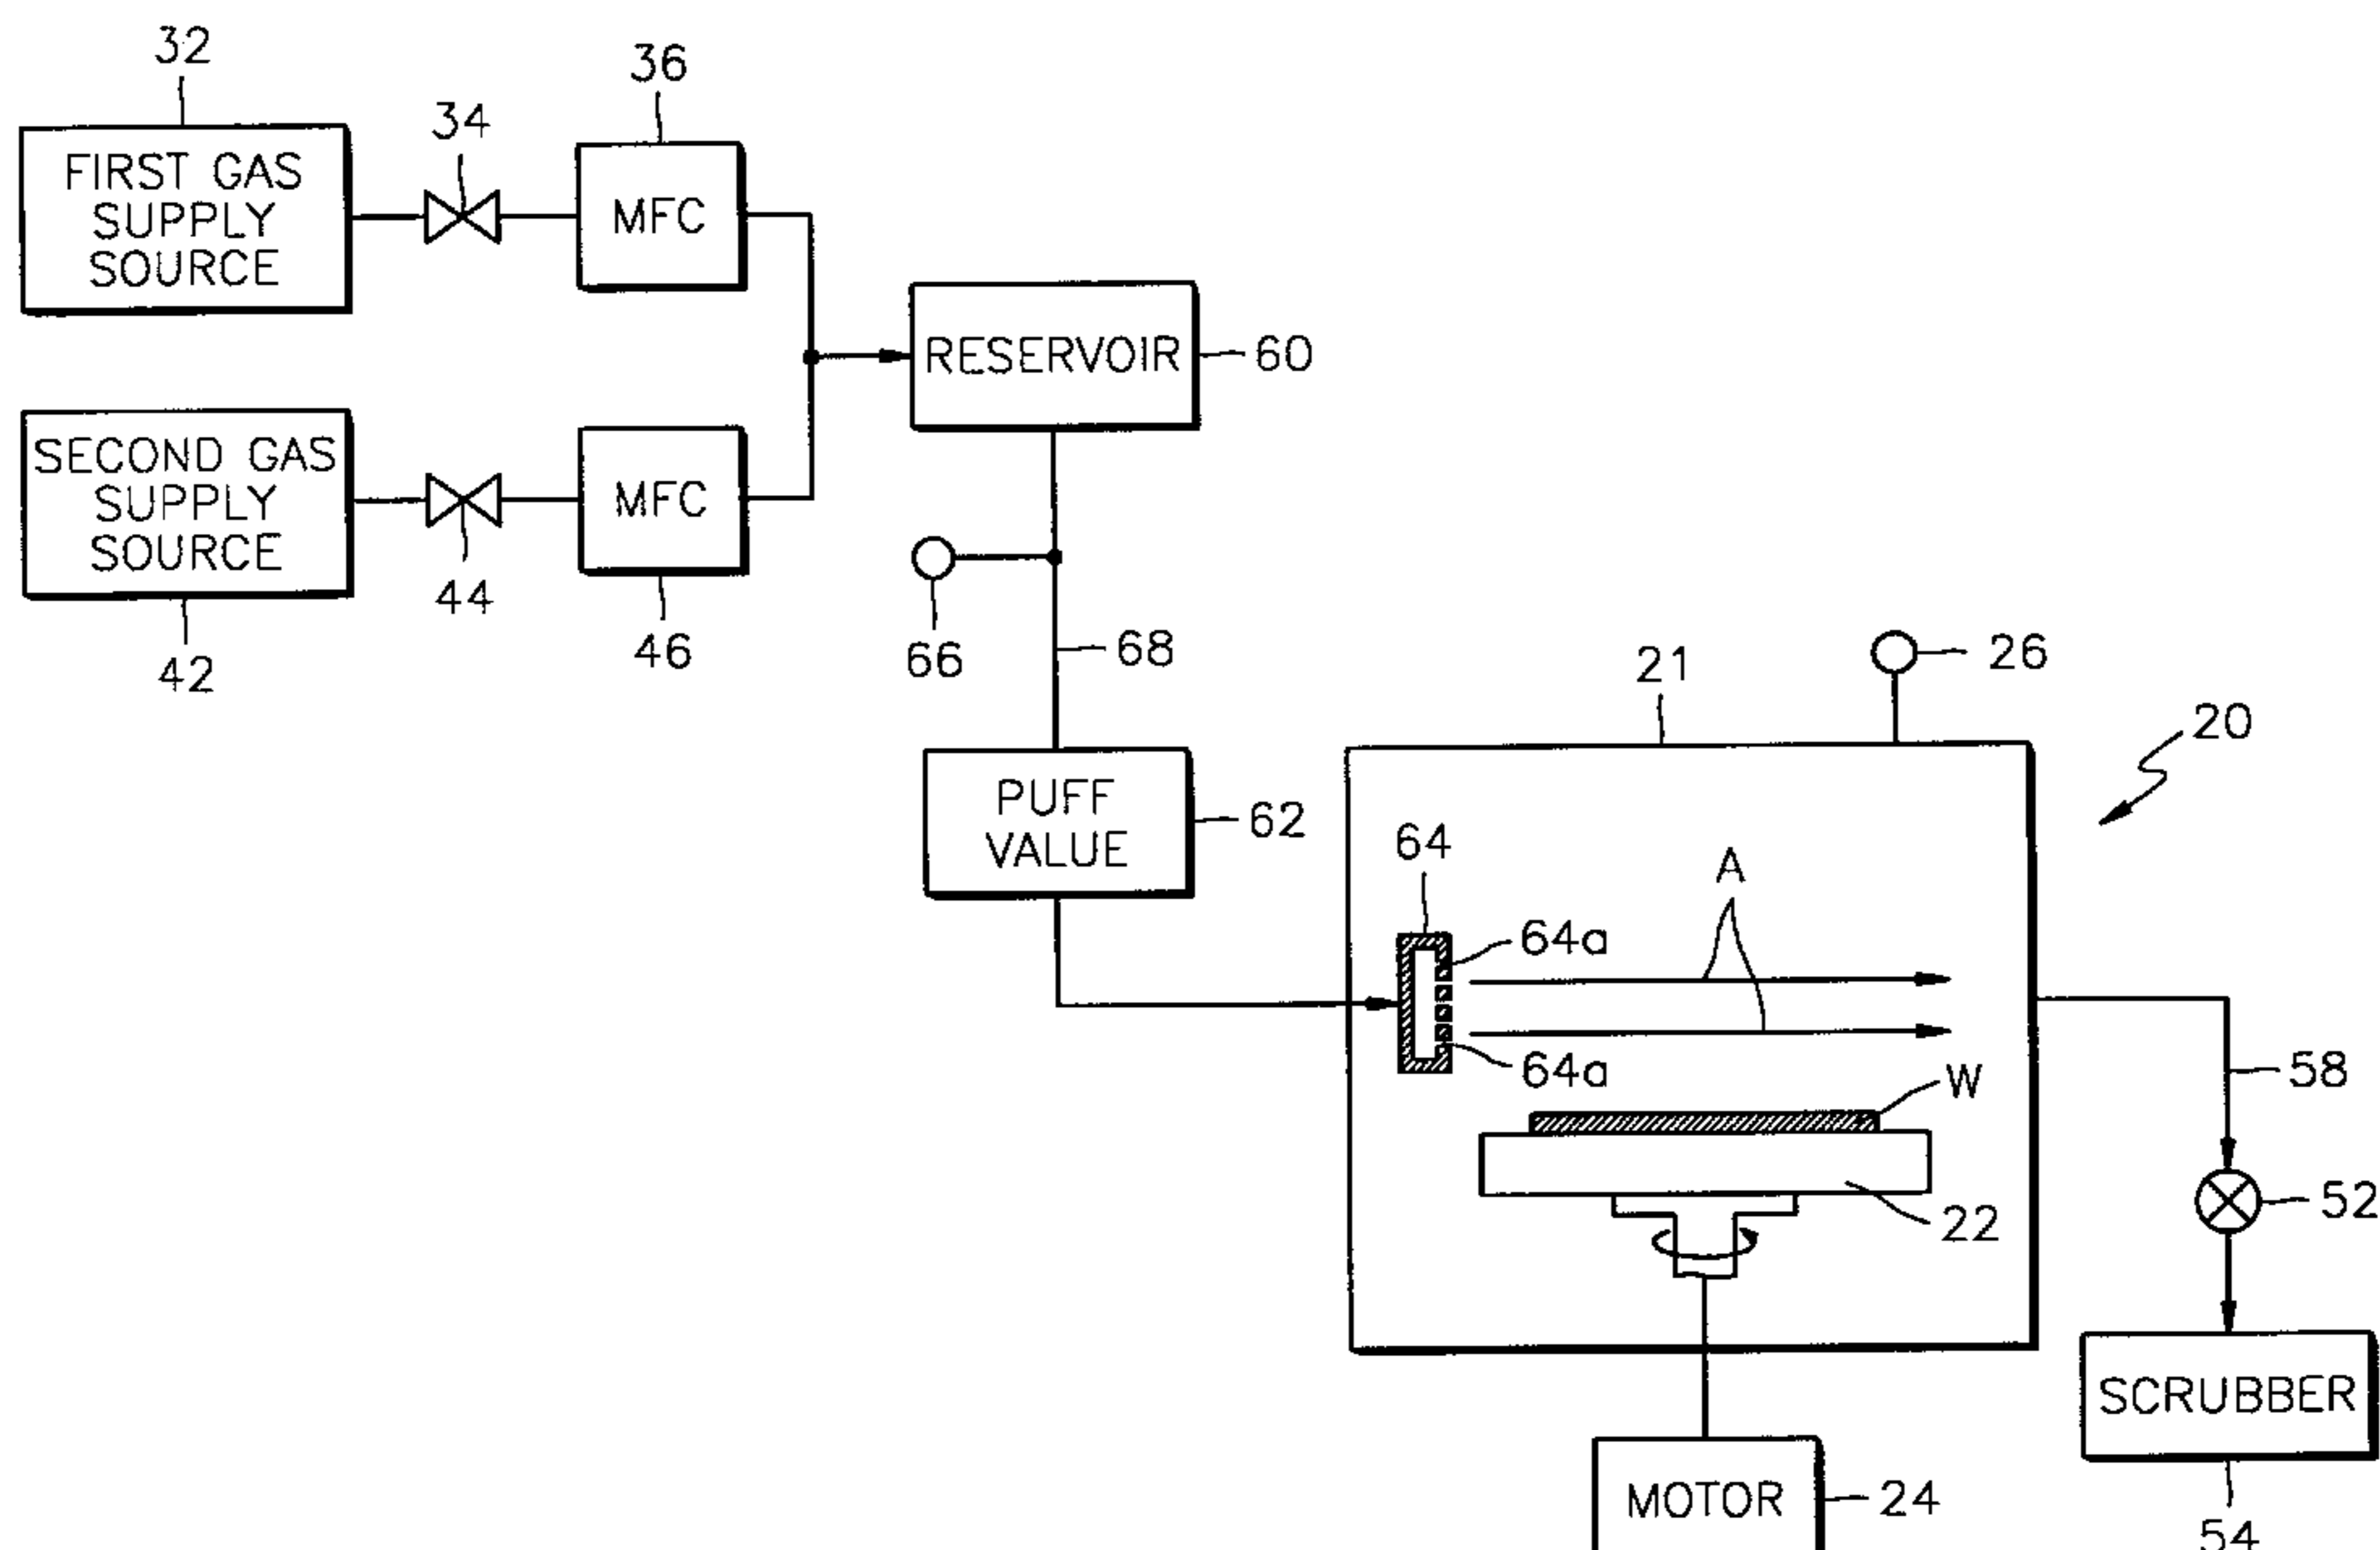 32
36
34
FIRST GAS
SUPPLY
SOURCE
MFC
RESERVOIR
60
SECOND GAS
SUPPLY
SOURCE
MFC
44
42
46
66
68
21
26
20
PUFF
VALUE
62
64
A
64a
64a
W
58
52
22
SCRUBBER
MOTOR
24
54